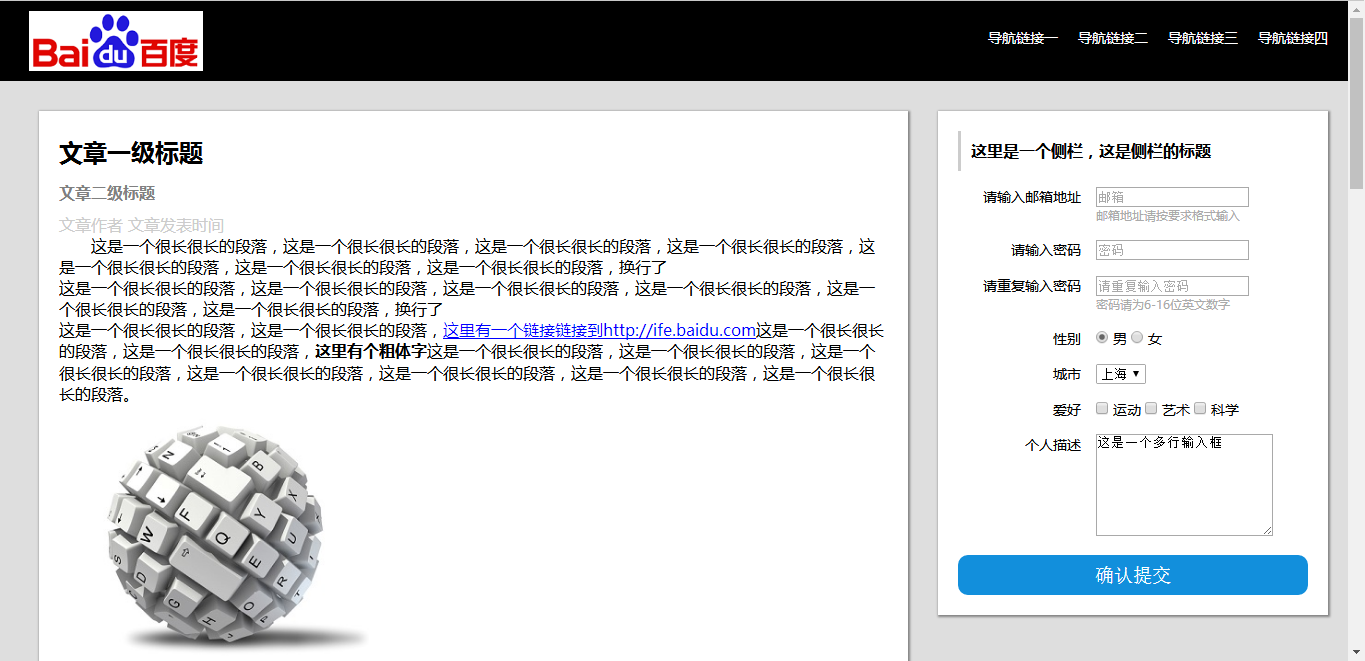 Bai du 百度
导航链接一 导航链接二 导航链接三 导航链接四
文章一级标题
文章二级标题
文章作者 文章发表时间
这是一个很长很长的段落，这是一个很长很长的段落，这是一个很长很长的段落，这是一个很长很长的段落，这
是一个很长很长的段落，这是一个很长很长的段落，这是一个很长很长的段落，换行了
这是一个很长很长的段落，这是一个很长很长的段落，这是一个很长很长的段落，这是一个很长很长的段落，这是一
个很长很长的段落，这是一个很长很长的段落，换行了
这是一个很长很长的段落，这是一个很长很长的段落，这里有一个链接链接到http://ife.baidu.com这是一个很长很长
的段落，这是一个很长很长的段落，这里有个粗体字这是一个很长很长的段落，这是一个很长很长的段落，这是一个
很长很长的段落，这是一个很长很长的段落，这是一个很长很长的段落，这是一个很长很长的段落，这是一个很长很
长的段落。
N
B
X
F
Y
W
Q
U
S
E
D
R
G
O
H
P
这里是一个侧栏，这是侧栏的标题
请输入邮箱地址 邮箱
邮箱地址请按要求格式输入
请输入密码 密码
请重复输入密码 请重复输入密码
密码请为6-16位英文数字
性别 男 女
城市 上海
爱好 运动 艺术 科学
个人描述 这是一个多行输入框
确认提交